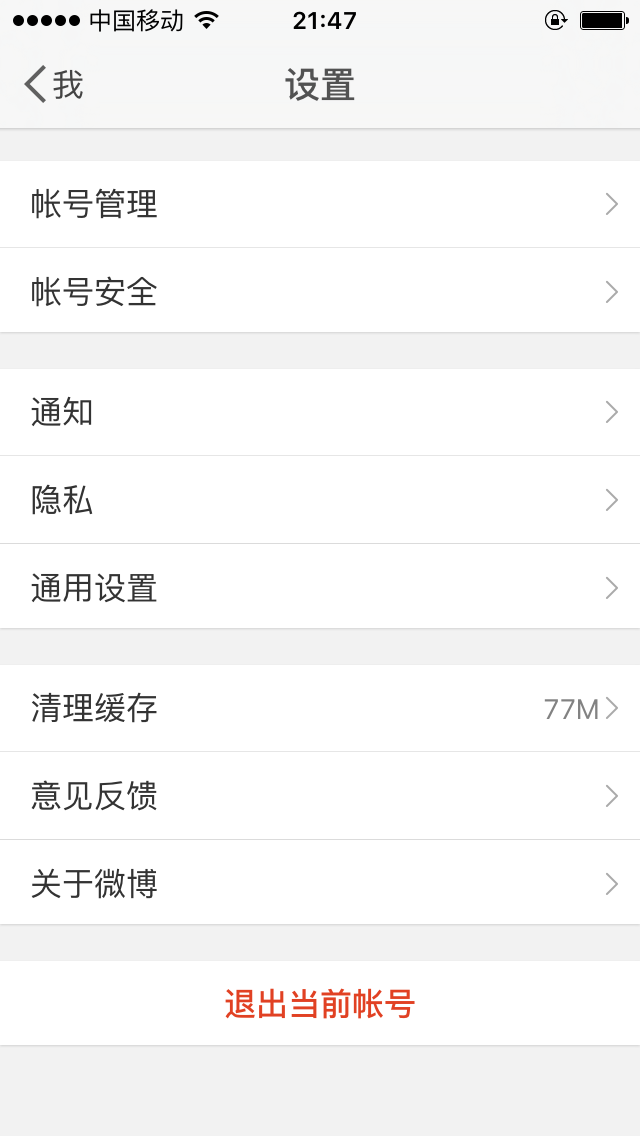 中国移动 21:47
我 设置
帐号管理
帐号安全
通知
隐私
通用设置
清理缓存 77M
意见反馈
关于微博
退出当前帐号